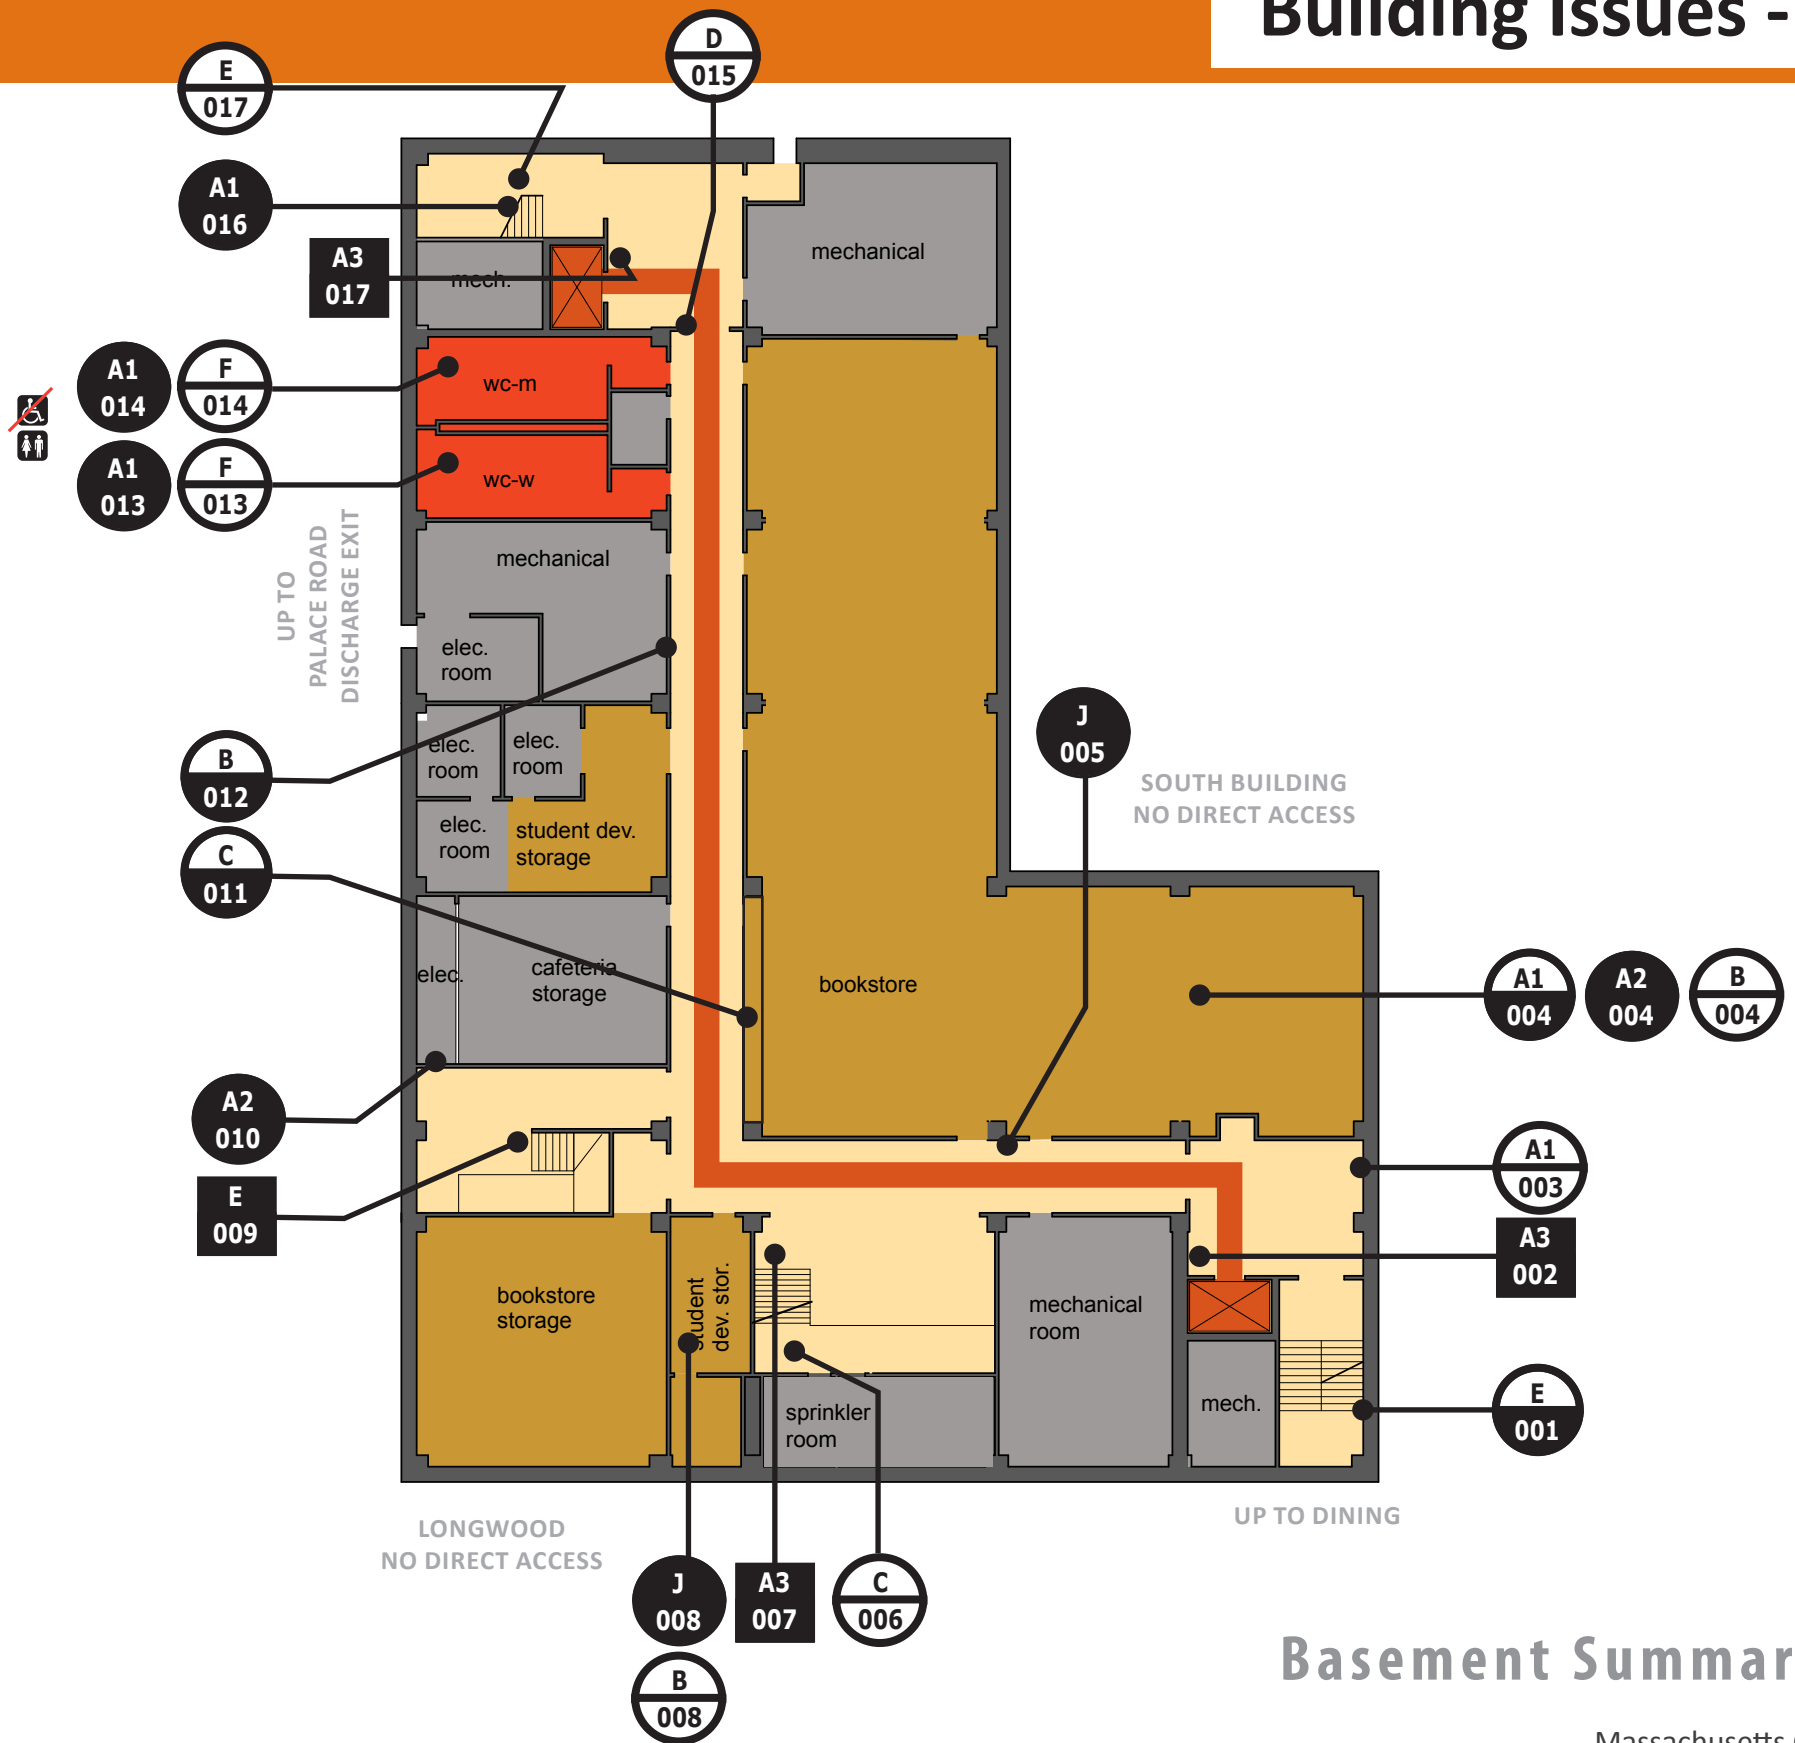 Building Issues -
D
015
E
017
A1
016
A3
017
mech.
mechanical
A1
014
F
014
wc-m
A1
013
F
013
wc-w
UP TO
PALACE ROAD
DISCHARGE EXIT
mechanical
elec.
room
B
012
elec.
room
elec.
room
J
005
SOUTH BUILDING
NO DIRECT ACCESS
C
011
elec.
room
student dev.
storage
elec.
cafeteria
storage
bookstore
A1
004
A2
004
B
004
A2
010
E
009
A1
003
A3
002
bookstore
storage
student
dev. stor.
mechanical
room
mech.
sprinkler
room
E
001
LONGWOOD
NO DIRECT ACCESS
UP TO DINING
J
008
A3
007
C
006
B
008
Basement Summar
Massachusetts